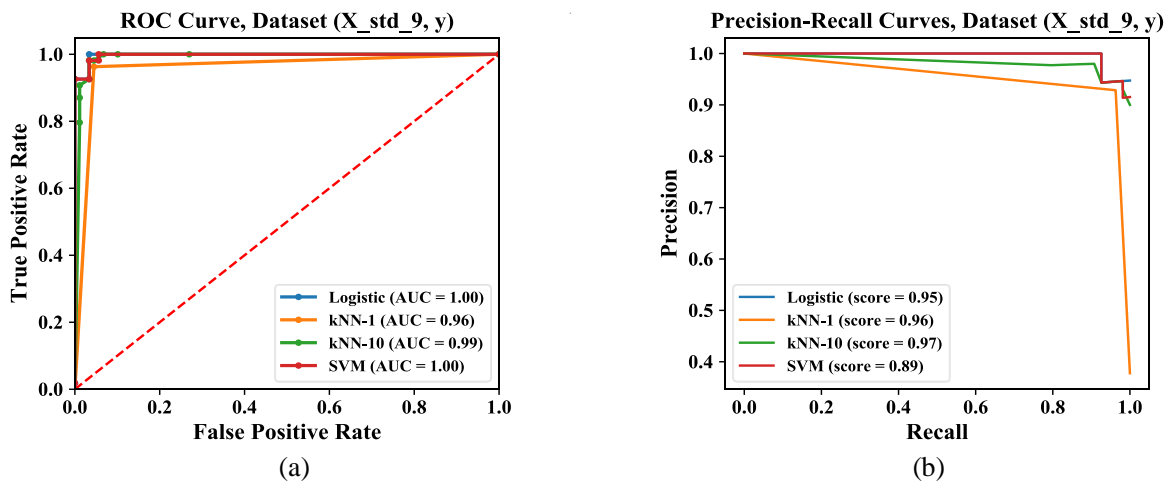 ROC Curve, Dataset (X_std_9, y)
1.0
0.8
0.6
0.4
0.2
0.0
True Positive Rate
Logistic (AUC = 1.00)
kNN-1 (AUC = 0.96)
kNN-10 (AUC = 0.99)
SVM (AUC = 1.00)
0.0 0.2 0.4 0.6 0.8 1.0
False Positive Rate
(a)
Precision-Recall Curves, Dataset (X_std_9, y)
1.0
0.9
0.8
0.7
0.6
0.5
0.4
Precision
Logistic (score = 0.95)
kNN-1 (score = 0.96)
kNN-10 (score = 0.97)
SVM (score = 0.89)
0.0 0.2 0.4 0.6 0.8 1.0
Recall
(b)